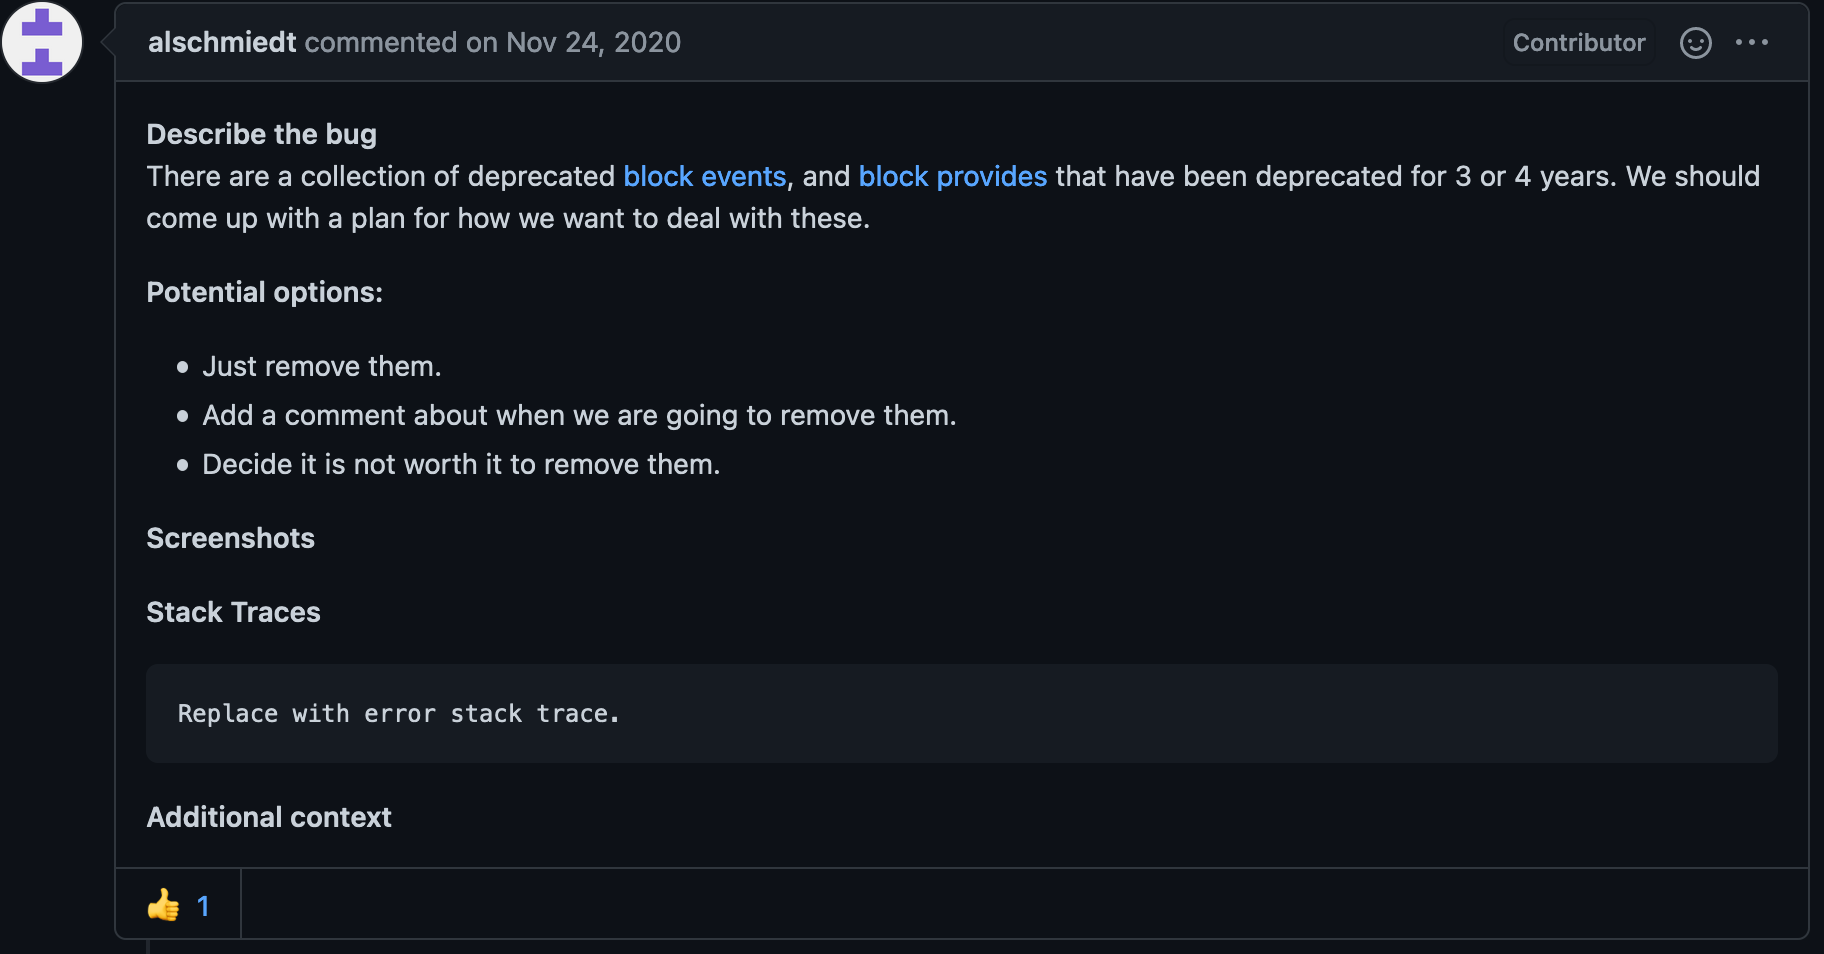 alschmiedt commented on Nov 24, 2020 Contributor
Describe the bug
There are a collection of deprecated block events, and block provides that have been deprecated for 3 or 4 years. We should
come up with a plan for how we want to deal with these.
Potential options:
Just remove them.
Add a comment about when we are going to remove them.
Decide it is not worth it to remove them.
Screenshots
Stack Traces
Replace with error stack trace.
Additional context
1